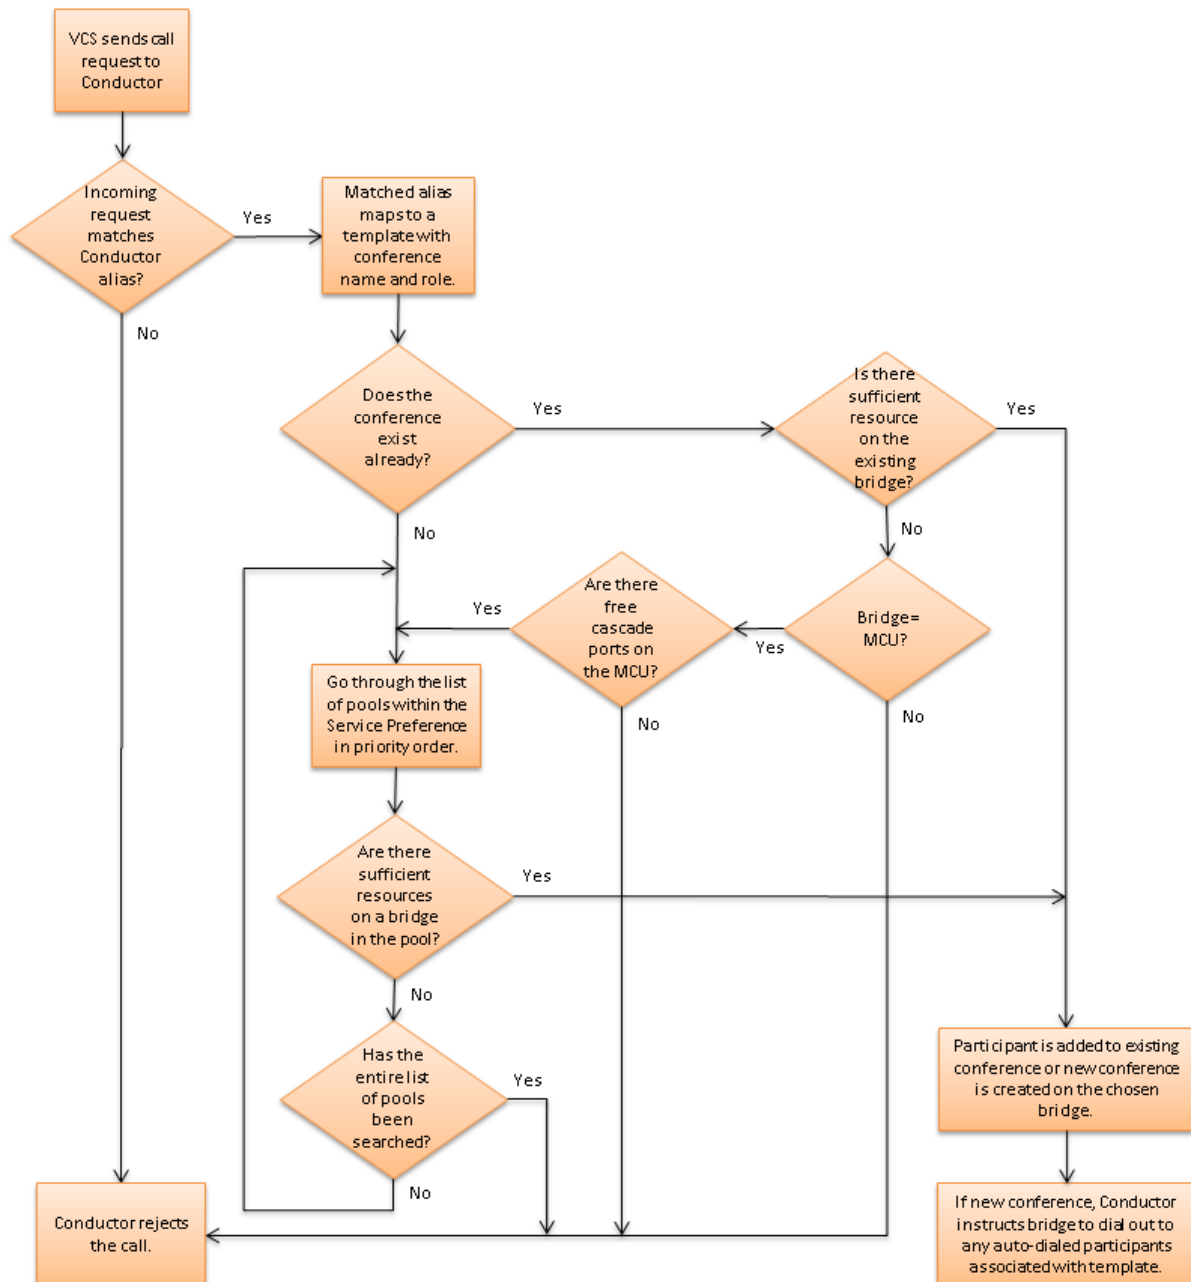 VCS sends call
request to
Conductor
Incoming
request
matches
Conductor
alias?
Yes
No
Matched alias
maps to a
template with
conference
name and role.
Does the
conference
exist
already?
Yes
No
Is there
sufficient
resource
on the
existing
bridge?
Yes
No
Bridge=
MCU?
Yes
No
Are there
free
cascade
ports on
the MCU?
Yes
No
Go through the list
of pools within the
Service Preference
in priority order.
Are there
sufficient
resources
on a bridge
in the pool?
Yes
No
Has the
entire list
of pools
been
searched?
Yes
No
Participant is added to existing
conference or new conference
is created on the chosen
bridge.
If new conference, Conductor
instructs bridge to dial out to
any auto-dialed participants
associated with template.
Conductor rejects
the call.